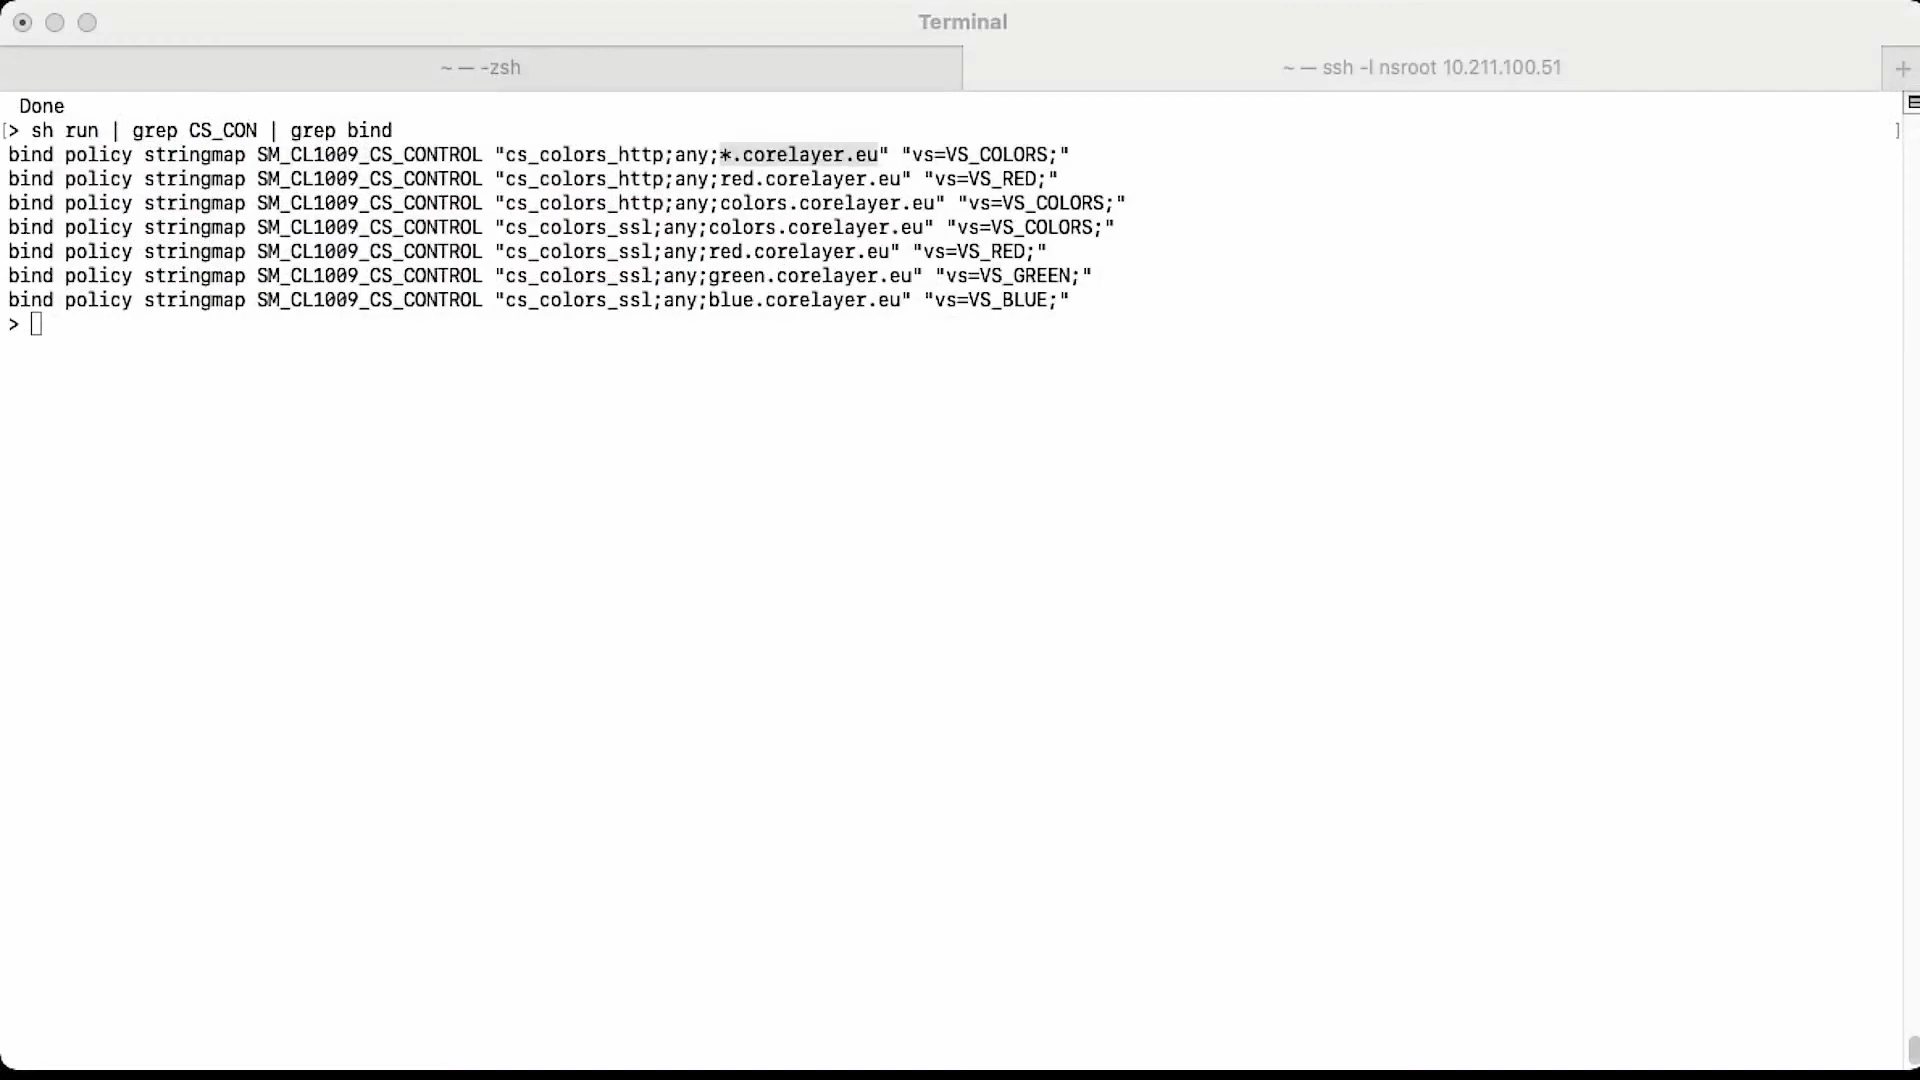 Terminal
~ — -zsh
~ — ssh -l nsroot 10.211.100.51
+
Done
[> sh run | grep CS_CON | grep bind ]
bind policy stringmap SM_CL1009_CS_CONTROL "cs_colors_http;any;*.corelayer.eu" "vs=VS_COLORS;"
bind policy stringmap SM_CL1009_CS_CONTROL "cs_colors_http;any;red.corelayer.eu" "vs=VS_RED;"
bind policy stringmap SM_CL1009_CS_CONTROL "cs_colors_http;any;colors.corelayer.eu" "vs=VS_COLORS;"
bind policy stringmap SM_CL1009_CS_CONTROL "cs_colors_ssl;any;colors.corelayer.eu" "vs=VS_COLORS;"
bind policy stringmap SM_CL1009_CS_CONTROL "cs_colors_ssl;any;red.corelayer.eu" "vs=VS_RED;"
bind policy stringmap SM_CL1009_CS_CONTROL "cs_colors_ssl;any;green.corelayer.eu" "vs=VS_GREEN;"
bind policy stringmap SM_CL1009_CS_CONTROL "cs_colors_ssl;any;blue.corelayer.eu" "vs=VS_BLUE;"
>